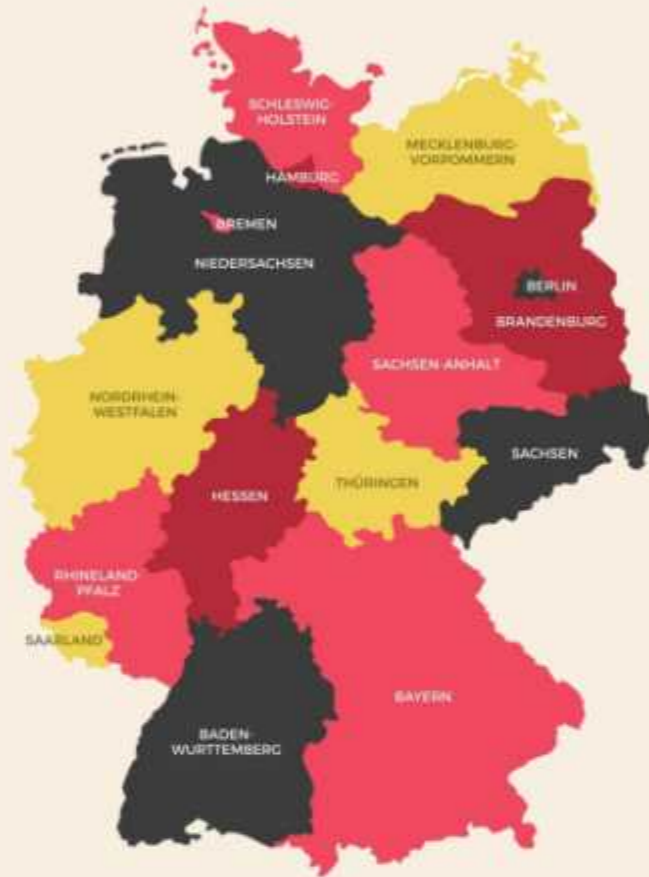 SCHLESWIG-
HOLSTEIN
MECKLENBURG-
VORPOMMERN
HAMBURG
BREMEN
NIEDERSACHSEN
BERLIN
BRANDENBURG
SACHSEN-ANHALT
NORDRHEIN-
WESTFALEN
SACHSEN
THÜRINGEN
HESSEN
RHINELAND
PFALZ
SAARLAND
BAYERN
BADEN-
WURTTEMBERG